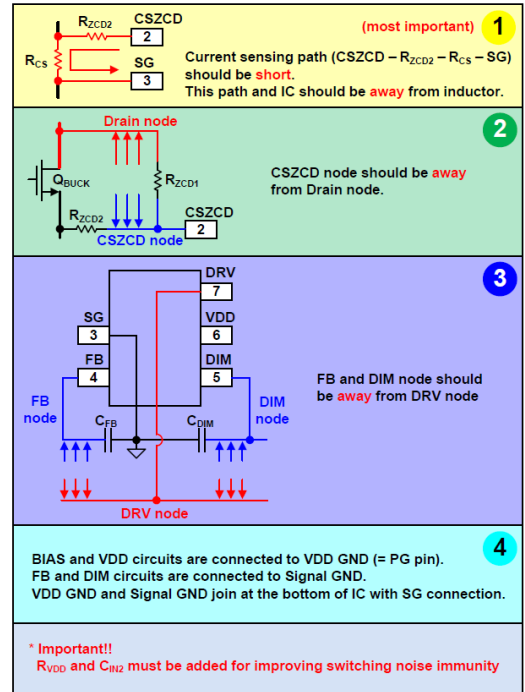 RZCD2
CSZCD
2
(most important)
1
RCS
SG
3
Current sensing path (CSZCD – RZCD2 – RCS – SG)
should be short.
This path and IC should be away from inductor.
Drain node
2
QBUCK
RZCD1
CSZCD node should be away
from Drain node.
RZCD2
CSZCD
2
CSZCD node
3
DRV
7
SG
3
VDD
6
FB
4
DIM
5
FB
node
DIM
node
CFB
CDIM
FB and DIM node should
be away from DRV node
DRV node
4
BIAS and VDD circuits are connected to VDD GND (= PG pin).
FB and DIM circuits are connected to Signal GND.
VDD GND and Signal GND join at the bottom of IC with SG connection.
* Important!!
RVDD and CIN2 must be added for improving switching noise immunity